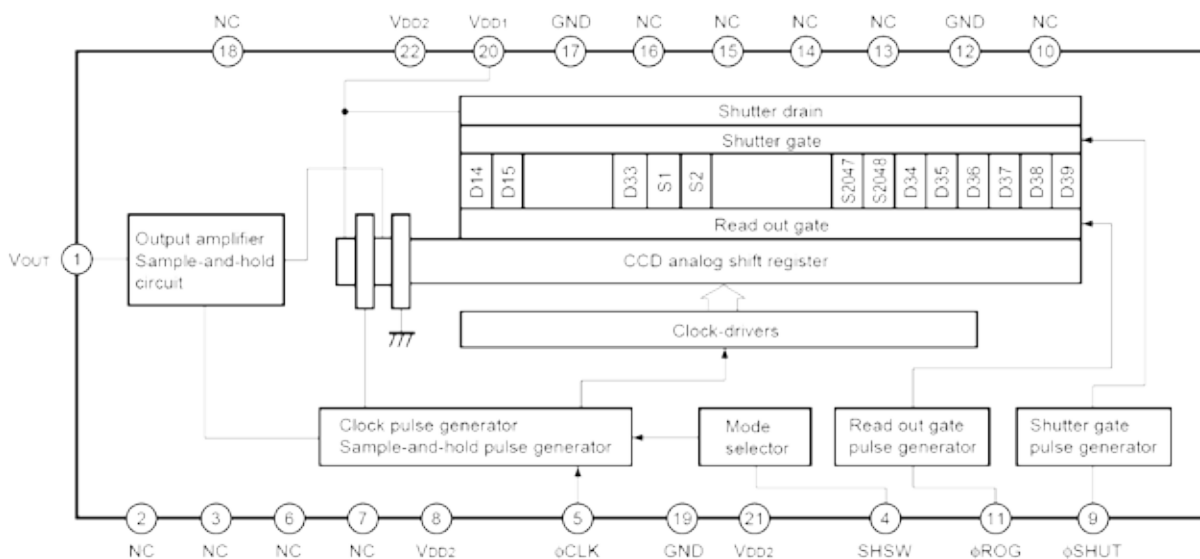 NC VDD2 VDD1 GND NC NC NC NC GND NC
18 22 20 17 16 15 14 13 12 10
Shutter drain
Shutter gate
D14 D15 D33 S1 S2 S2047 S2048 D34 D35 D36 D37 D38 D39
Read out gate
CCD analog shift register
VOUT 1
Output amplifier
Sample-and-hold
circuit
Clock-drivers
Clock pulse generator
Sample-and-hold pulse generator
Mode
selector
Read out gate
pulse generator
Shutter gate
pulse generator
2 3 6 7 8 5 19 21 4 11 9
NC NC NC NC VDD2 φCLK GND VDD2 SHSW φROG φSHUT